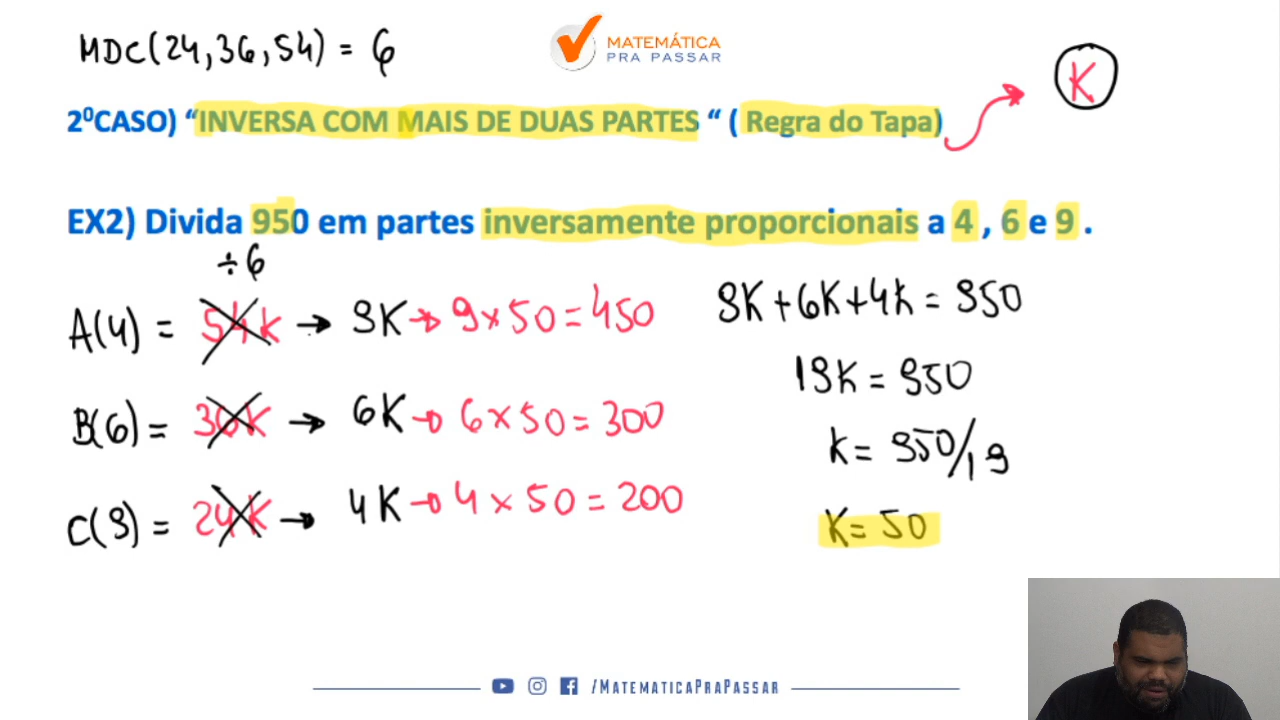 MDC(24,36,54) = 6
MATEMÁTICA
PRA PASSAR
K
2ºCASO) “INVERSA COM MAIS DE DUAS PARTES “ ( Regra do Tapa)
EX2) Divida 950 em partes inversamente proporcionais a 4 , 6 e 9 .
÷6
A(4) = 54k → 9K → 9 × 50 = 450
B(6) = 36k → 6K → 6 × 50 = 300
C(9) = 24k → 4K → 4 × 50 = 200
9K + 6K + 4K = 950
19K = 950
K = 950/19
K = 50
/MatematicaPraPassar